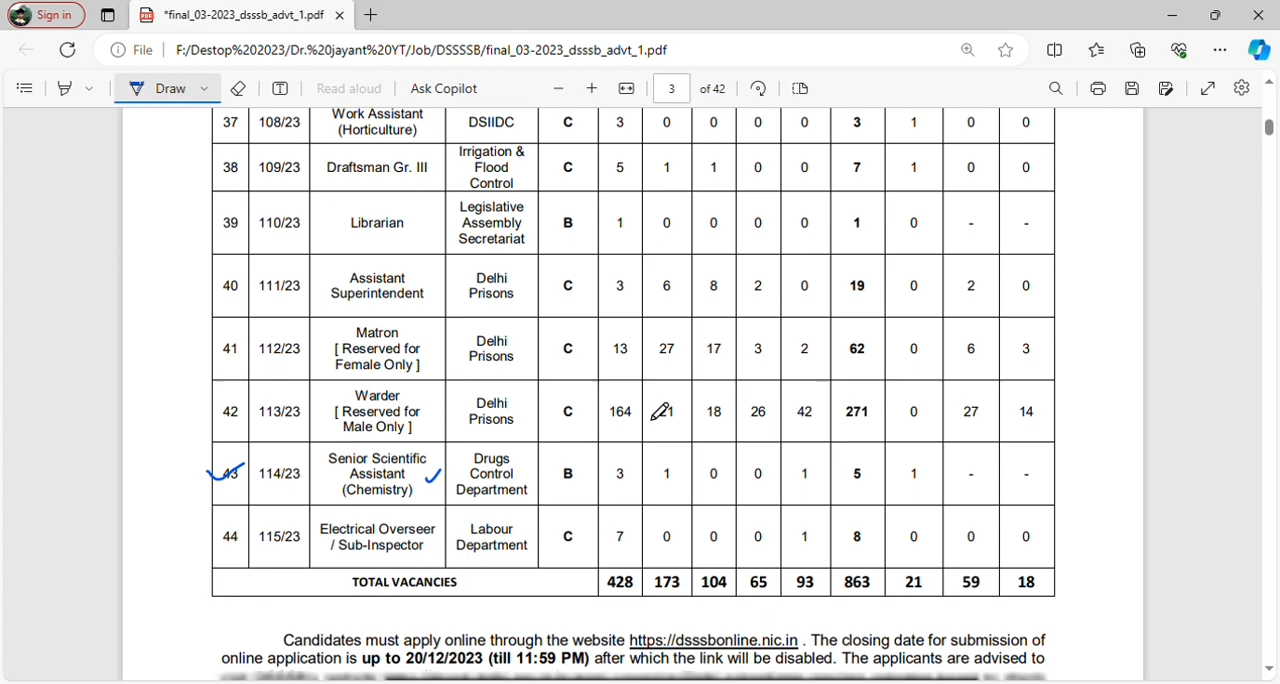 Sign in
*final_03-2023_dsssb_advt_1.pdf
File
F:/Destop%202023/Dr.%20jayant%20YT/Job/DSSSSB/final_03-2023_dsssb_advt_1.pdf
Draw
Read aloud
Ask Copilot
3 of 42
37 108/23 Work Assistant (Horticulture) DSIIDC C 3 0 0 0 0 3 1 0 0
38 109/23 Draftsman Gr. III Irrigation & Flood Control C 5 1 1 0 0 7 1 0 0
39 110/23 Librarian Legislative Assembly Secretariat B 1 0 0 0 0 1 0 - -
40 111/23 Assistant Superintendent Delhi Prisons C 3 6 8 2 0 19 0 2 0
41 112/23 Matron [ Reserved for Female Only ] Delhi Prisons C 13 27 17 3 2 62 0 6 3
42 113/23 Warder [ Reserved for Male Only ] Delhi Prisons C 164 21 18 26 42 271 0 27 14
43 114/23 Senior Scientific Assistant (Chemistry) Drugs Control Department B 3 1 0 0 1 5 1 - -
44 115/23 Electrical Overseer / Sub-Inspector Labour Department C 7 0 0 0 1 8 0 0 0
TOTAL VACANCIES 428 173 104 65 93 863 21 59 18
Candidates must apply online through the website https://dsssbonline.nic.in . The closing date for submission of
online application is up to 20/12/2023 (till 11:59 PM) after which the link will be disabled. The applicants are advised to